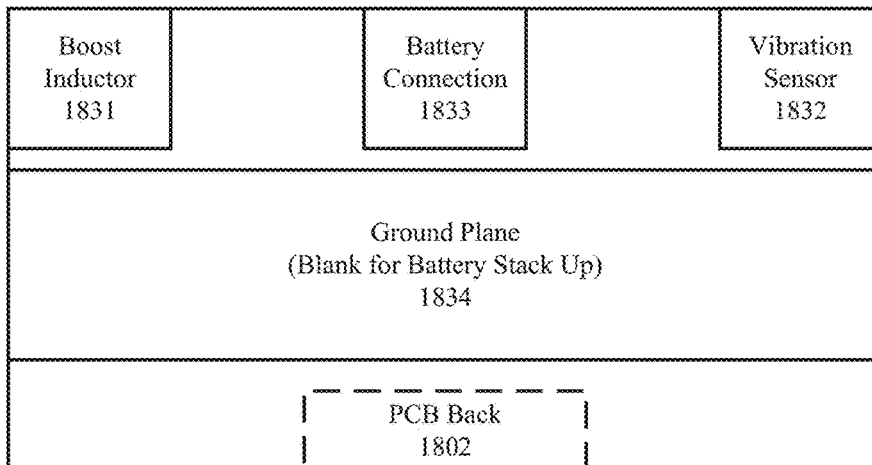 Boost
Inductor
1831
Battery
Connection
1833
Vibration
Sensor
1832
Ground Plane
(Blank for Battery Stack Up)
1834
PCB Back
1802